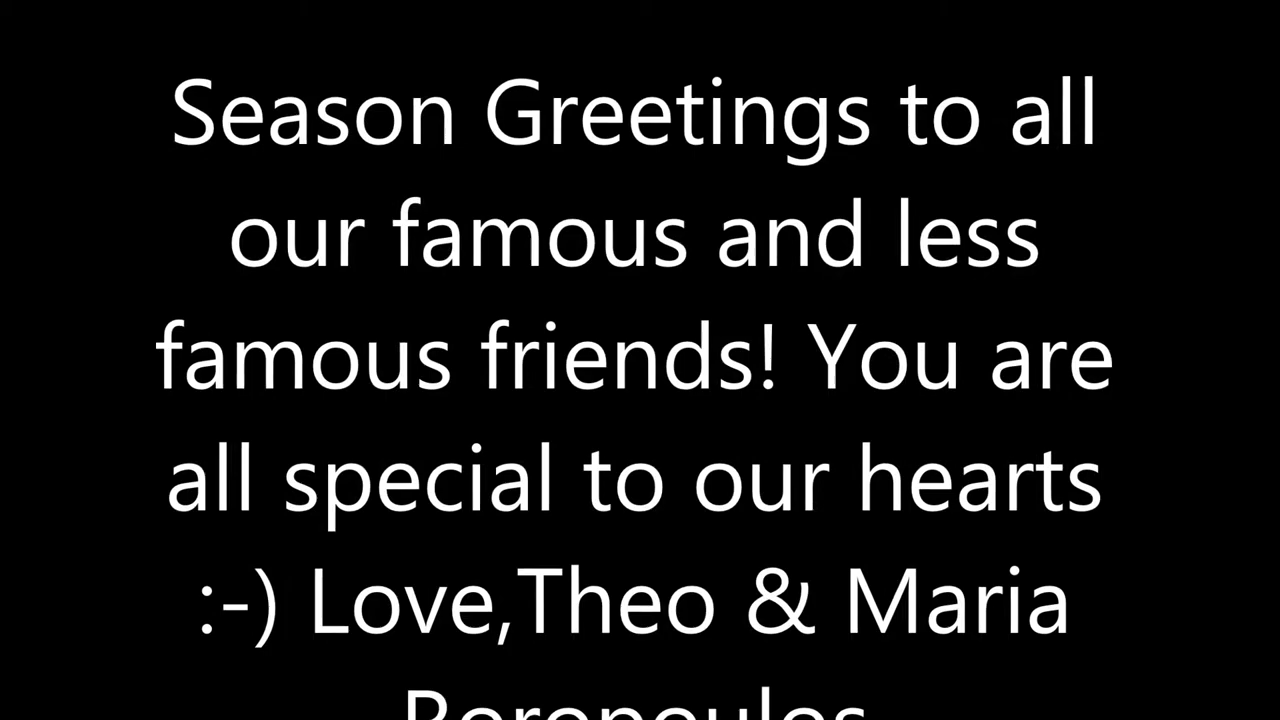 Season Greetings to all
our famous and less
famous friends! You are
all special to our hearts
:-) Love,Theo & Maria